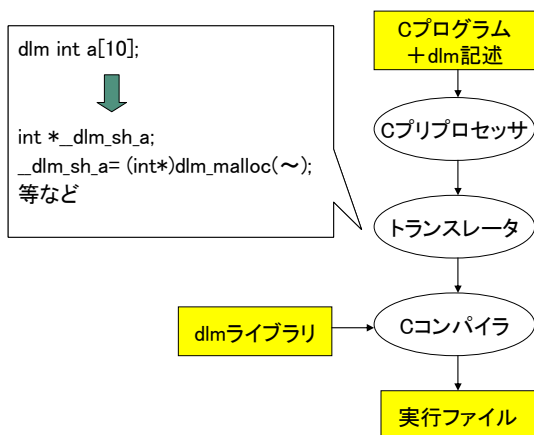 dlm int a[10];
int *__dlm_sh_a;
__dlm_sh_a= (int*)dlm_malloc(～);
等など
Cプログラム
＋dlm記述
Cプリプロセッサ
トランスレータ
dlmライブラリ
Cコンパイラ
実行ファイル